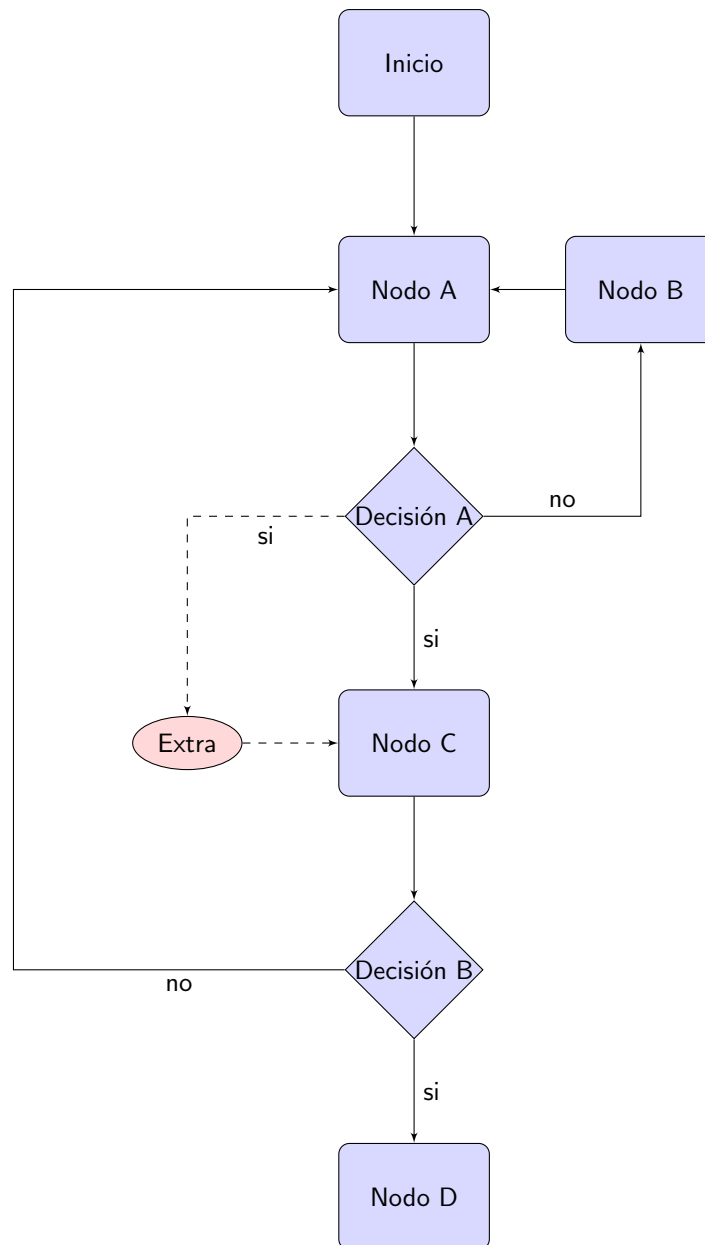 Inicio
Nodo A
Nodo B
Decisión A
no
si
si
Extra
Nodo C
Decisión B
no
si
Nodo D